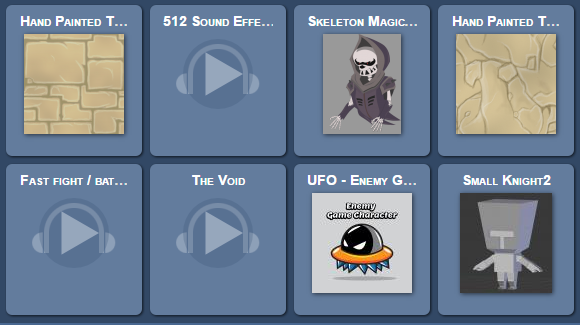 Hand Painted T...
512 Sound Effe...
Skeleton Magic...
Hand Painted T...
Fast fight / bat...
The Void
UFO - Enemy G...
Small Knight2
Enemy
Game Character